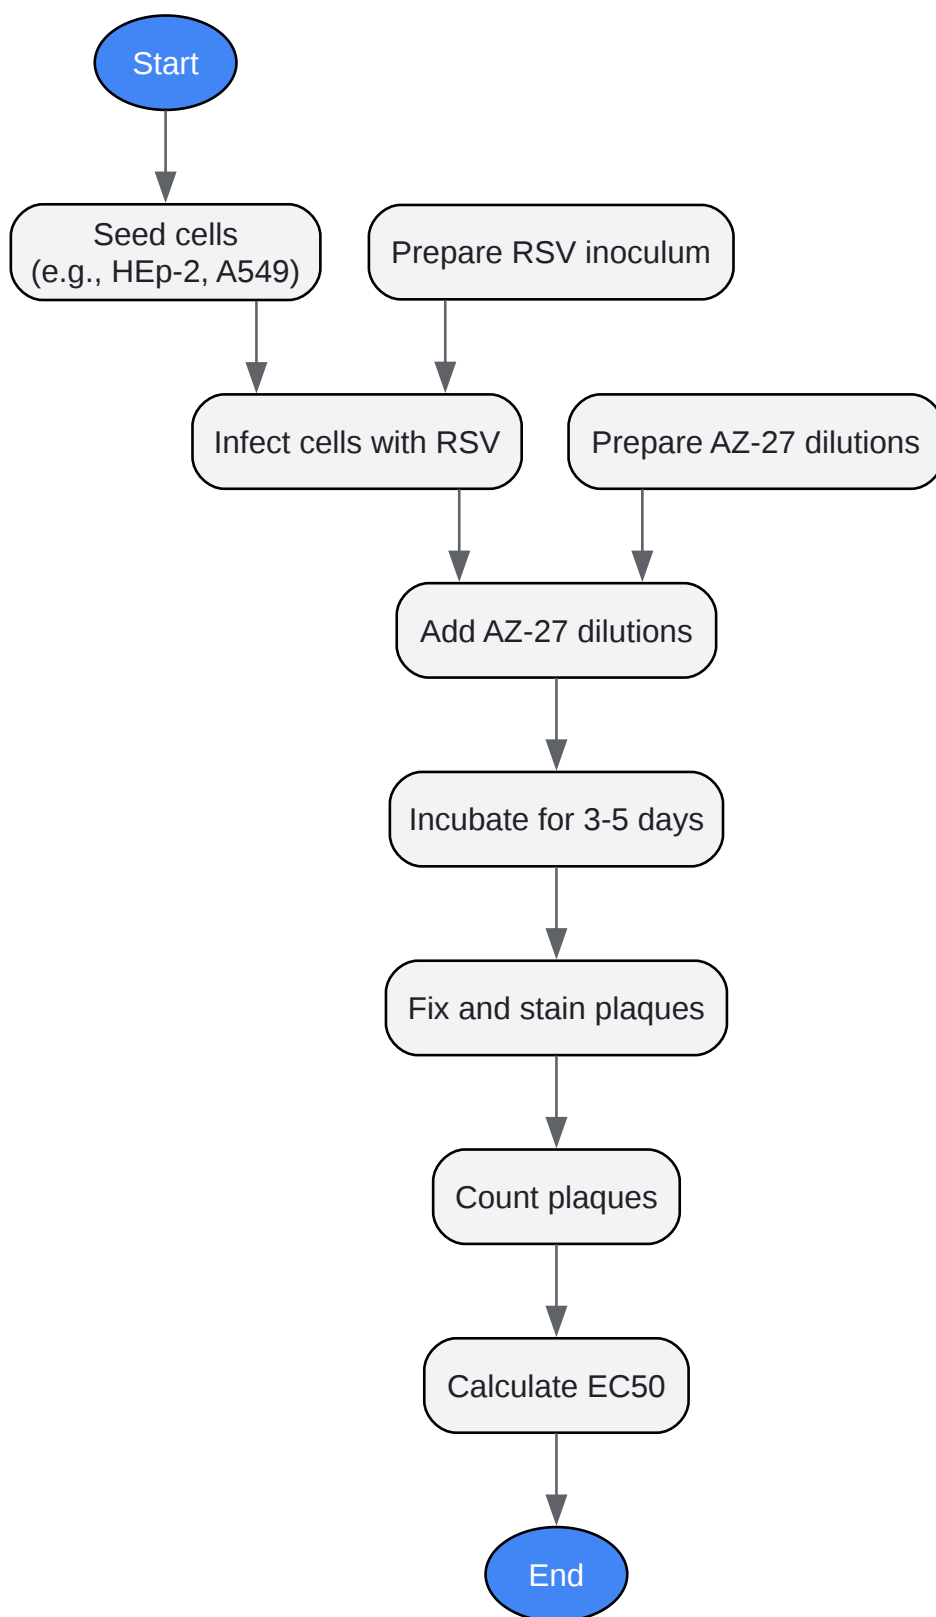 Start
Seed cells
(e.g., HEp-2, A549)
Prepare RSV inoculum
Infect cells with RSV
Prepare AZ-27 dilutions
Add AZ-27 dilutions
Incubate for 3-5 days
Fix and stain plaques
Count plaques
Calculate EC50
End